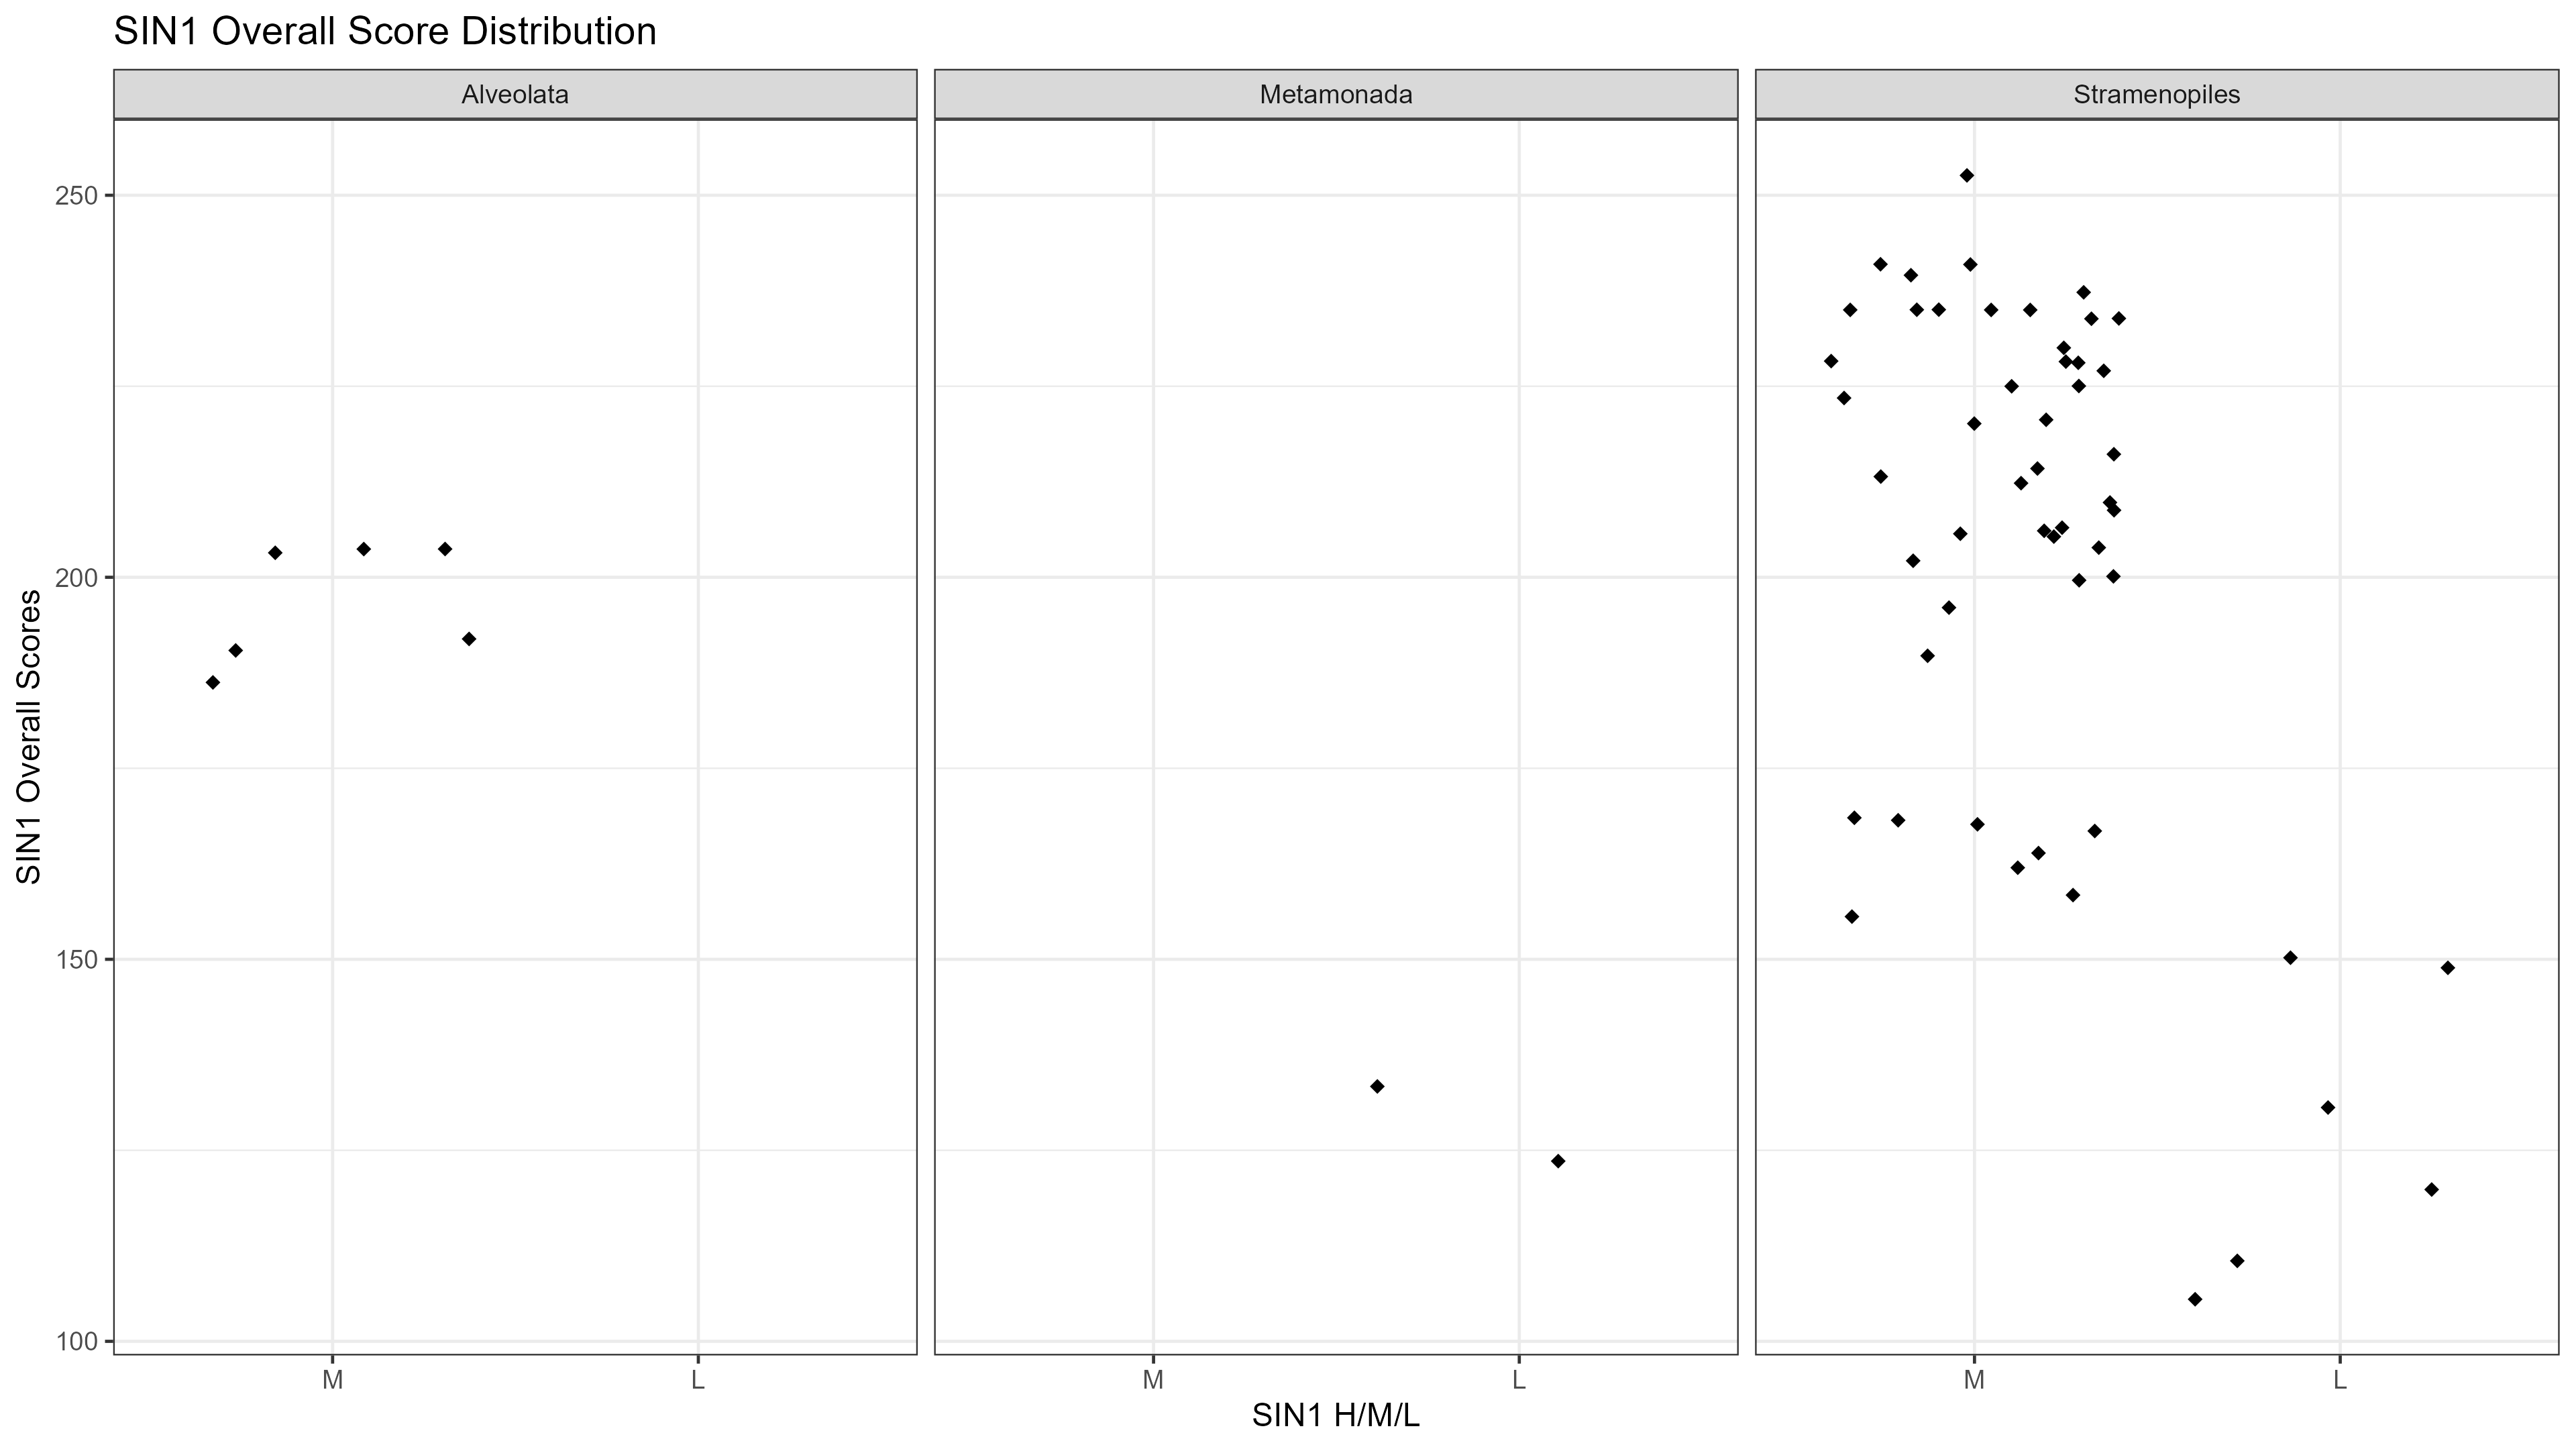 SIN1 Overall Score Distribution
Alveolata
Metamonada
Stramenopiles
SIN1 Overall Scores
250
200
150
100
M
L
M
L
M
L
SIN1 H/M/L